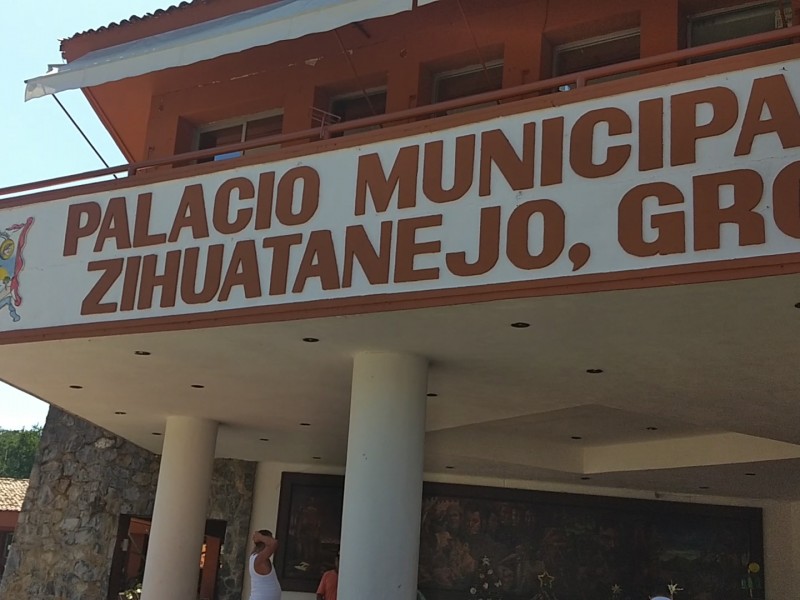 PALACIO MUNICIPA
ZIHUATANEJO, GRO